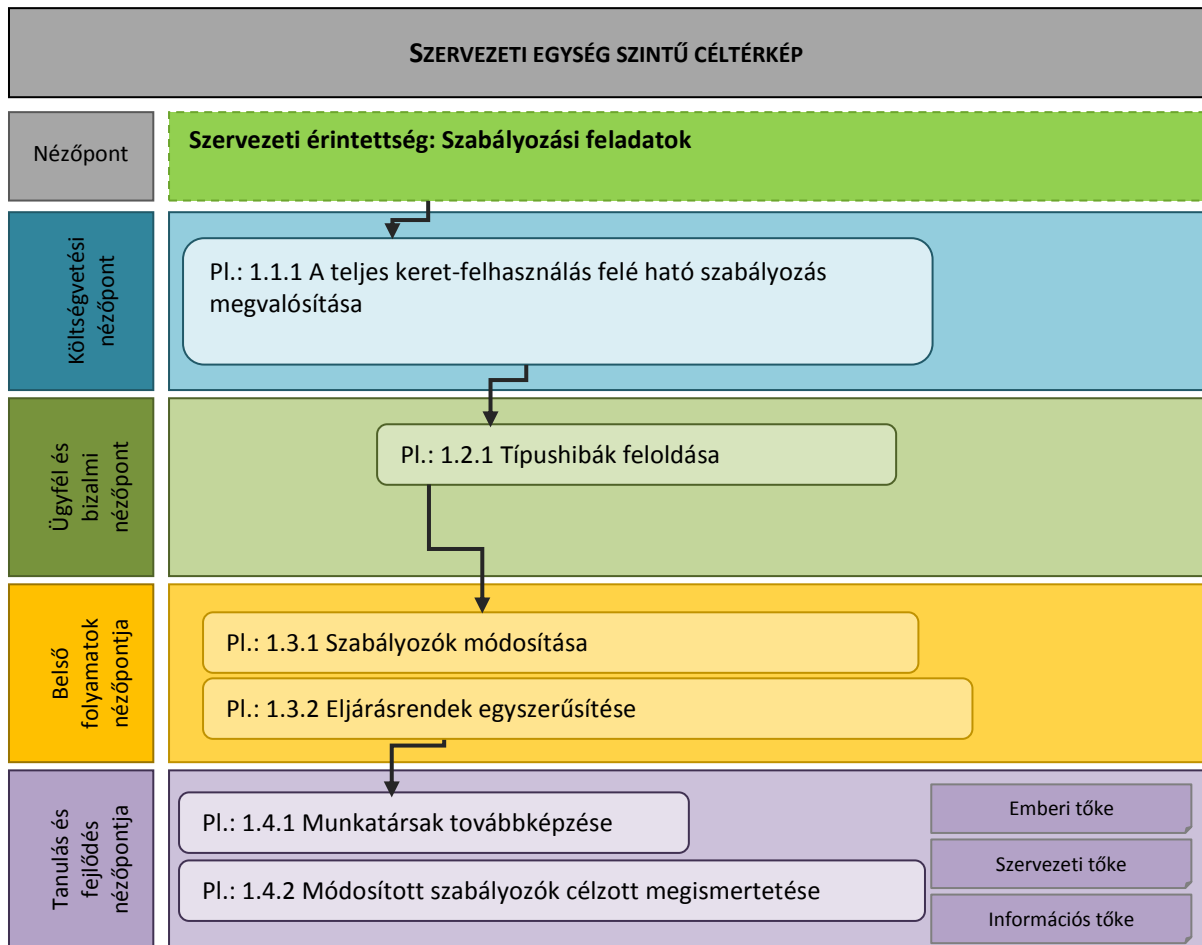 SZERVEZETI EGYSÉG SZINTŰ CÉLTÉRKÉP
Nézőpont
Szervezeti érintettség: Szabályozási feladatok
Költségvetési
nézőpont
Pl.: 1.1.1 A teljes keret-felhasználás felé ható szabályozás
megvalósítása
Ügyfél és
bizalmi
nézőpont
Pl.: 1.2.1 Típushibák feloldása
Belső
folyamatok
nézőpontja
Pl.: 1.3.1 Szabályozók módosítása
Pl.: 1.3.2 Eljárásrendek egyszerűsítése
Tanulás és
fejlődés
nézőpontja
Pl.: 1.4.1 Munkatársak továbbképzése
Pl.: 1.4.2 Módosított szabályozók célzott megismertetése
Emberi tőke
Szervezeti tőke
Információs tőke